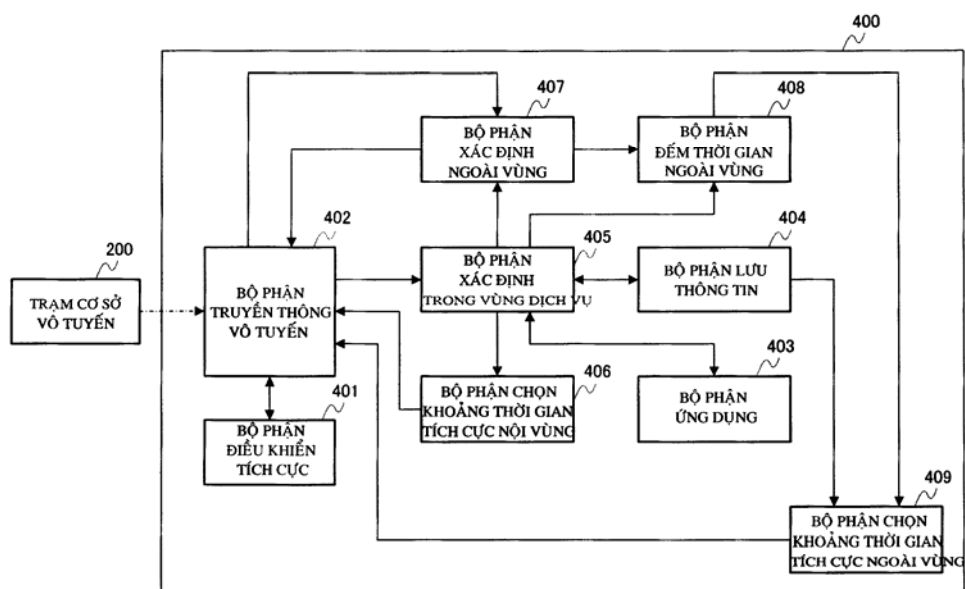 400
407
BỘ PHẬN
XÁC ĐỊNH
NGOÀI VÙNG
408
BỘ PHẬN
ĐẾM THỜI GIAN
NGOÀI VÙNG
200
TRẠM CƠ SỞ
VÔ TUYẾN
402
BỘ PHẬN
TRUYỀN THÔNG
VÔ TUYẾN
405
BỘ PHẬN
XÁC ĐỊNH
TRONG VÙNG DỊCH VỤ
404
BỘ PHẬN LƯU
THÔNG TIN
401
BỘ PHẬN
ĐIỀU KHIỂN
TÍCH CỰC
406
BỘ PHẬN CHỌN
KHOẢNG THỜI GIAN
TÍCH CỰC NỘI VÙNG
403
BỘ PHẬN
ỨNG DỤNG
409
BỘ PHẬN CHỌN
KHOẢNG THỜI GIAN
TÍCH CỰC NGOÀI VÙNG